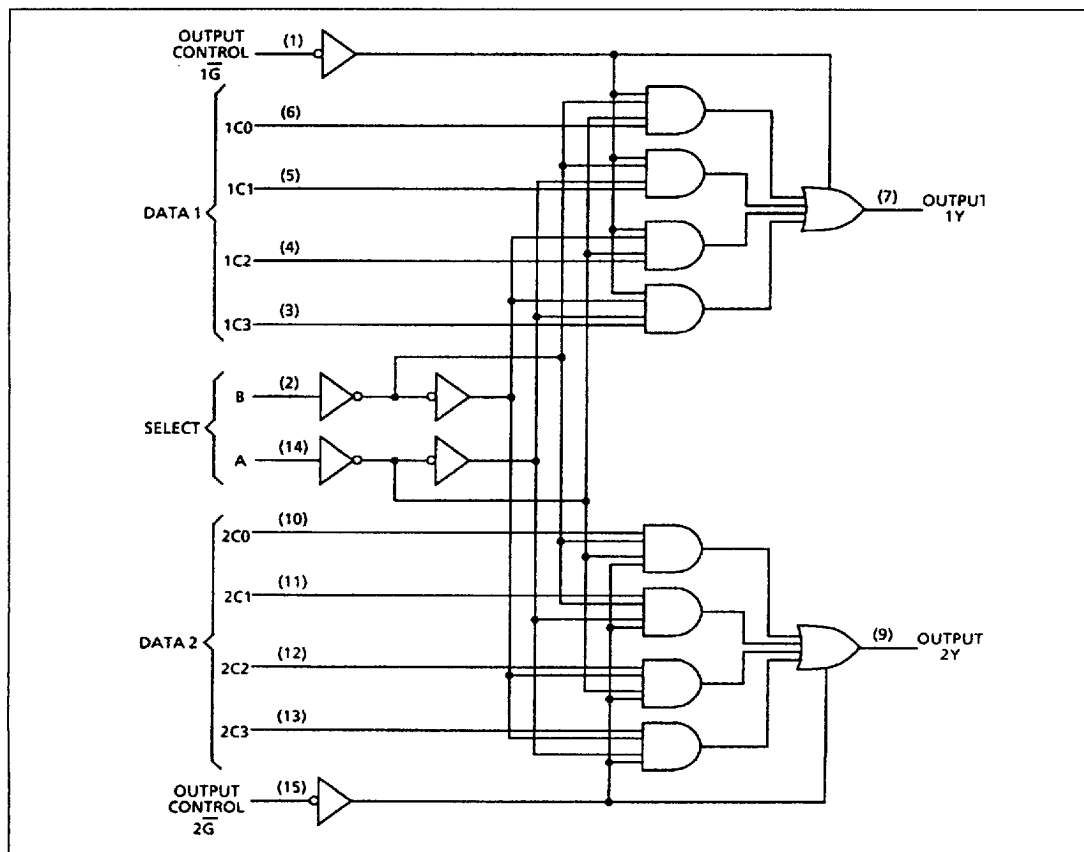 OUTPUT
CONTROL
1G̅
(1)
DATA 1
1C0
(6)
1C1
(5)
1C2
(4)
1C3
(3)
(7)
OUTPUT
1Y
SELECT
B
(2)
A
(14)
DATA 2
2C0
(10)
2C1
(11)
2C2
(12)
2C3
(13)
(9)
OUTPUT
2Y
OUTPUT
CONTROL
2G̅
(15)